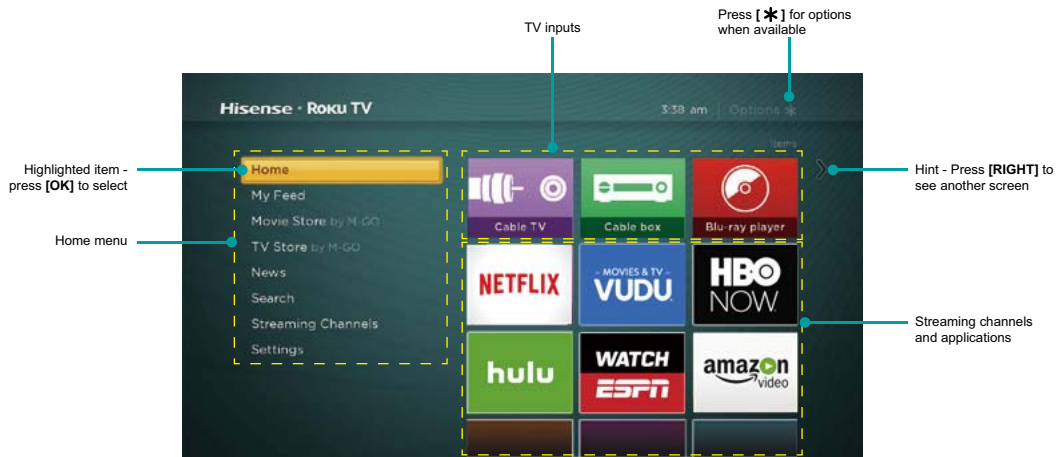 Press [ * ] for options
when available
TV inputs
Hisense · Roku TV
3:38 am | Options *
Items
Highlighted item -
press [OK] to select
Home
My Feed
Movie Store by M-GO
TV Store by M-GO
News
Search
Streaming Channels
Settings
Home menu
Cable TV
Cable box
Blu-ray player
Hint - Press [RIGHT] to
see another screen
NETFLIX
- MOVIES & TV -
VUDU
HBO
NOW
hulu
WATCH
ESPN
amazon
video
Streaming channels
and applications